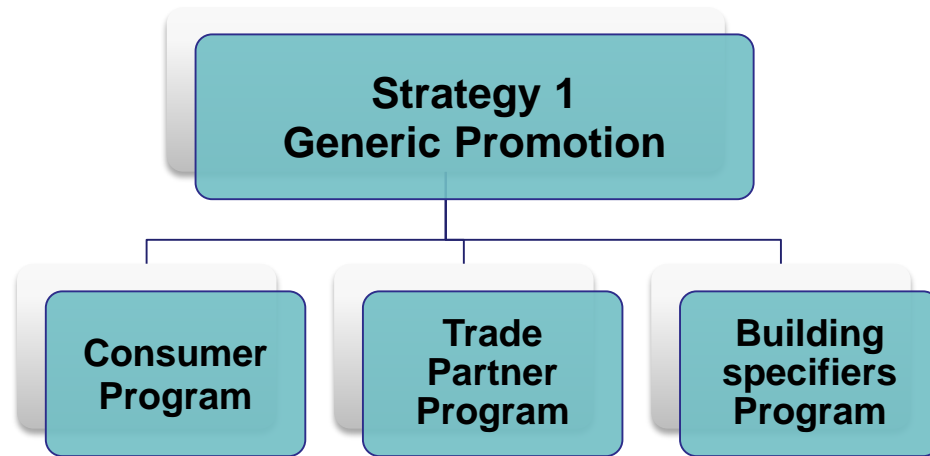 Strategy 1
Generic Promotion
Consumer
Program
Trade
Partner
Program
Building
specifiers
Program